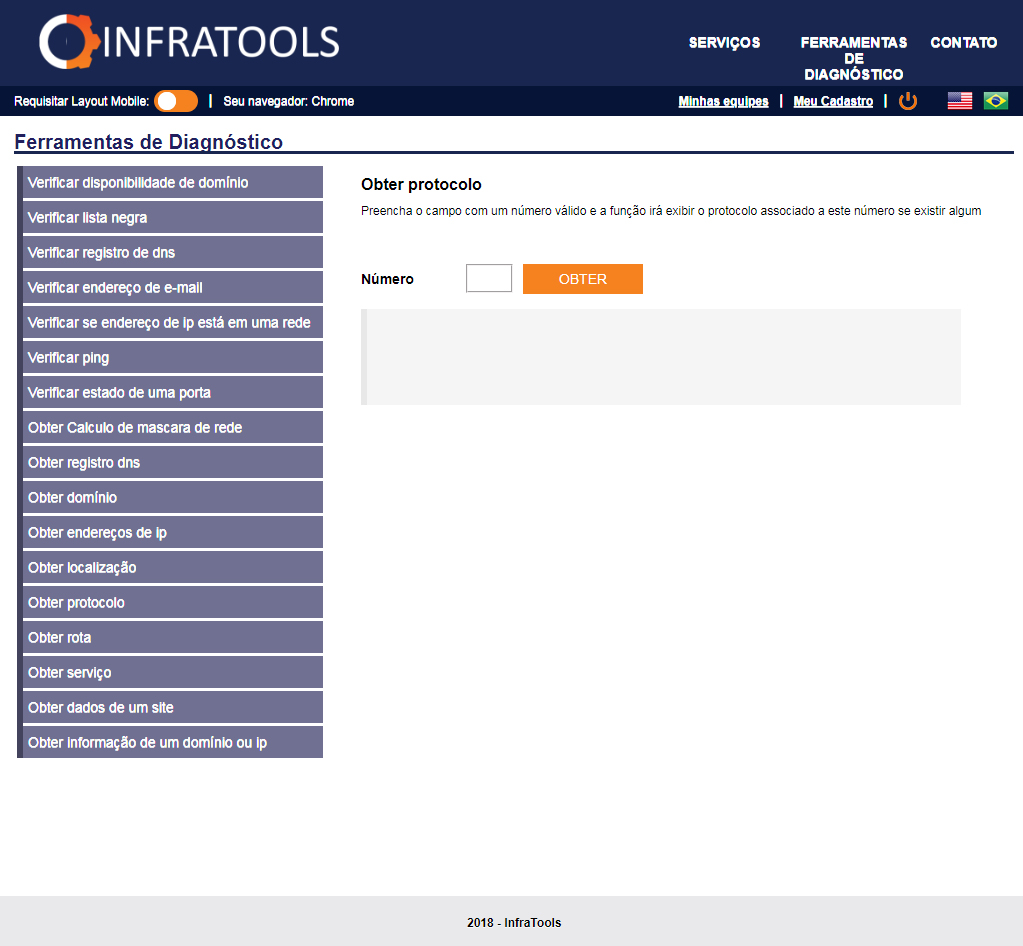 INFRATOOLS
SERVIÇOS
FERRAMENTAS
DE
DIAGNÓSTICO
CONTATO
Requisitar Layout Mobile: | Seu navegador: Chrome
Minhas equipes | Meu Cadastro |
Ferramentas de Diagnóstico
Verificar disponibilidade de domínio
Verificar lista negra
Verificar registro de dns
Verificar endereço de e-mail
Verificar se endereço de ip está em uma rede
Verificar ping
Verificar estado de uma porta
Obter Calculo de mascara de rede
Obter registro dns
Obter domínio
Obter endereços de ip
Obter localização
Obter protocolo
Obter rota
Obter serviço
Obter dados de um site
Obter informação de um domínio ou ip
Obter protocolo
Preencha o campo com um número válido e a função irá exibir o protocolo associado a este número se existir algum
Número
OBTER
2018 - InfraTools